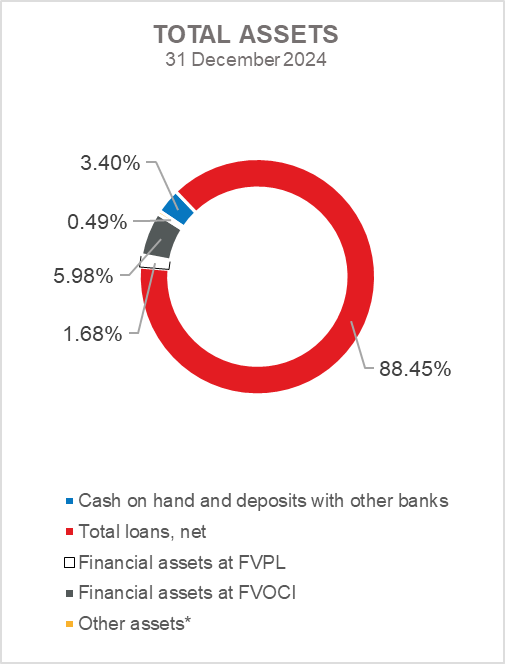 TOTAL ASSETS
31 December 2024
3.40%
0.49%
5.98%
1.68%
88.45%
Cash on hand and deposits with other banks
Total loans, net
Financial assets at FVPL
Financial assets at FVOCI
Other assets*